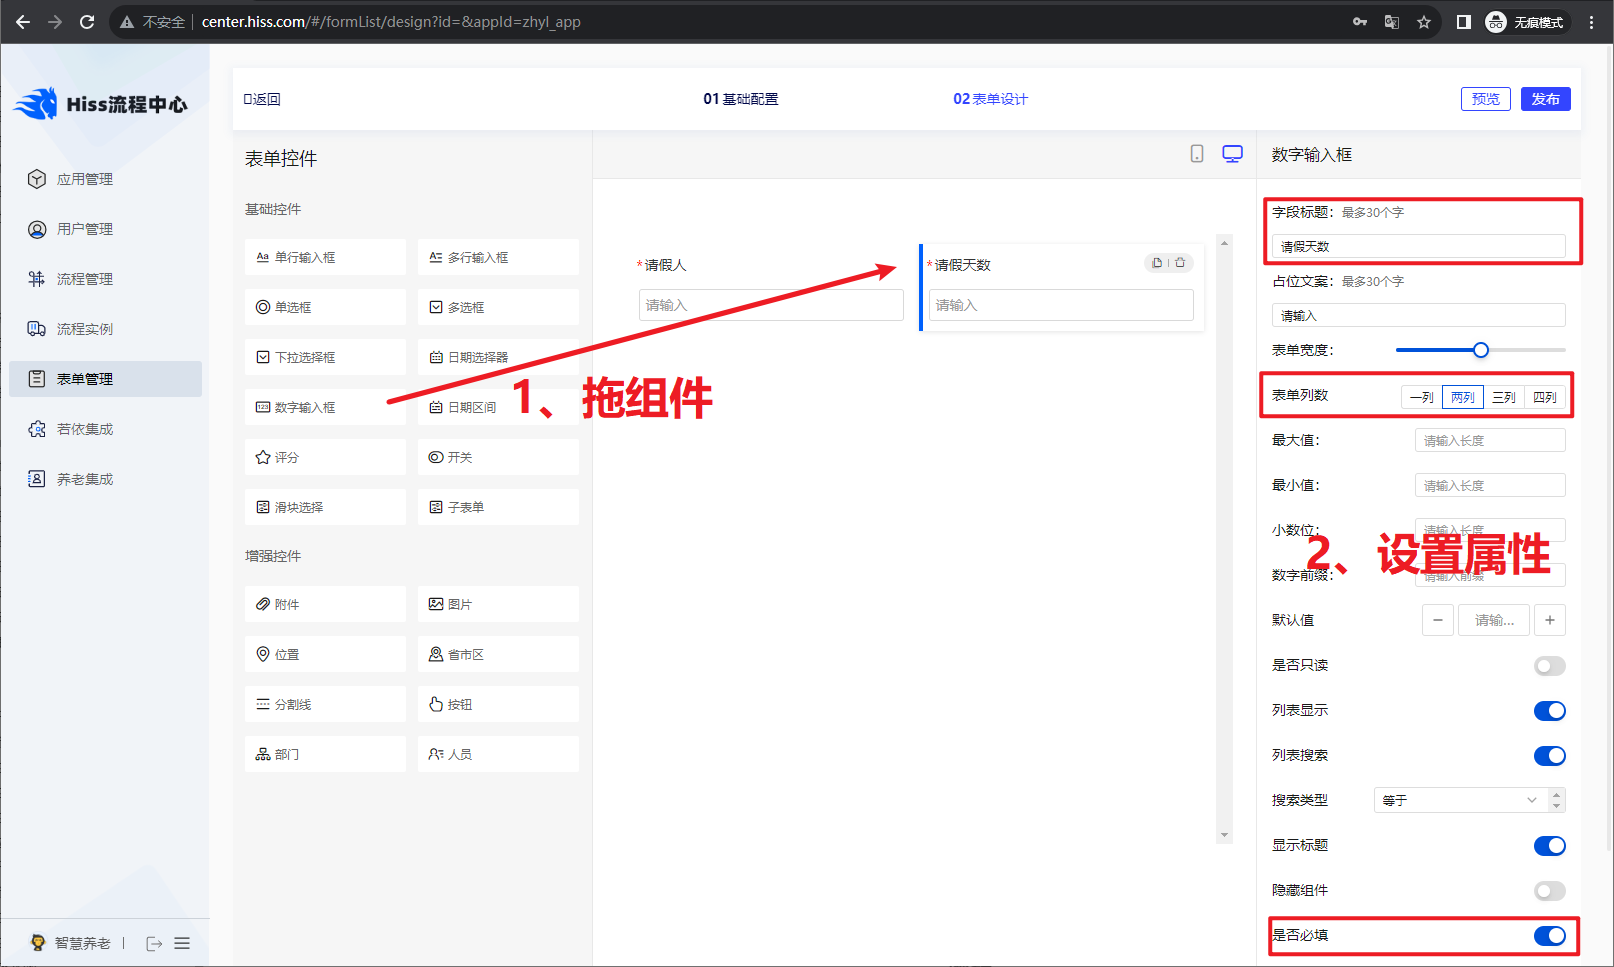 不安全
center.hiss.com/#/formList/design?id=&appId=zhyl_app
无痕模式
Hiss流程中心
应用管理
用户管理
流程管理
流程实例
表单管理
若依集成
养老集成
智慧养老
返回
01 基础配置
02 表单设计
预览
发布
表单控件
基础控件
Aa 单行输入框
多行输入框
单选框
多选框
下拉选择框
日期选择器
123 数字输入框
日期区间
评分
开关
滑块选择
子表单
增强控件
附件
图片
位置
省市区
分割线
按钮
部门
人员
*请假人
请输入
*请假天数
请输入
1、拖组件
数字输入框
字段标题: 最多30个字
请假天数
占位文案: 最多30个字
请输入
表单宽度:
表单列数
一列 两列 三列 四列
最大值: 请输入长度
最小值: 请输入长度
小数位: 请输入长度
2、设置属性
数字前缀: 请输入前缀
默认值 − 请输... +
是否只读
列表显示
列表搜索
搜索类型 等于
显示标题
隐藏组件
是否必填